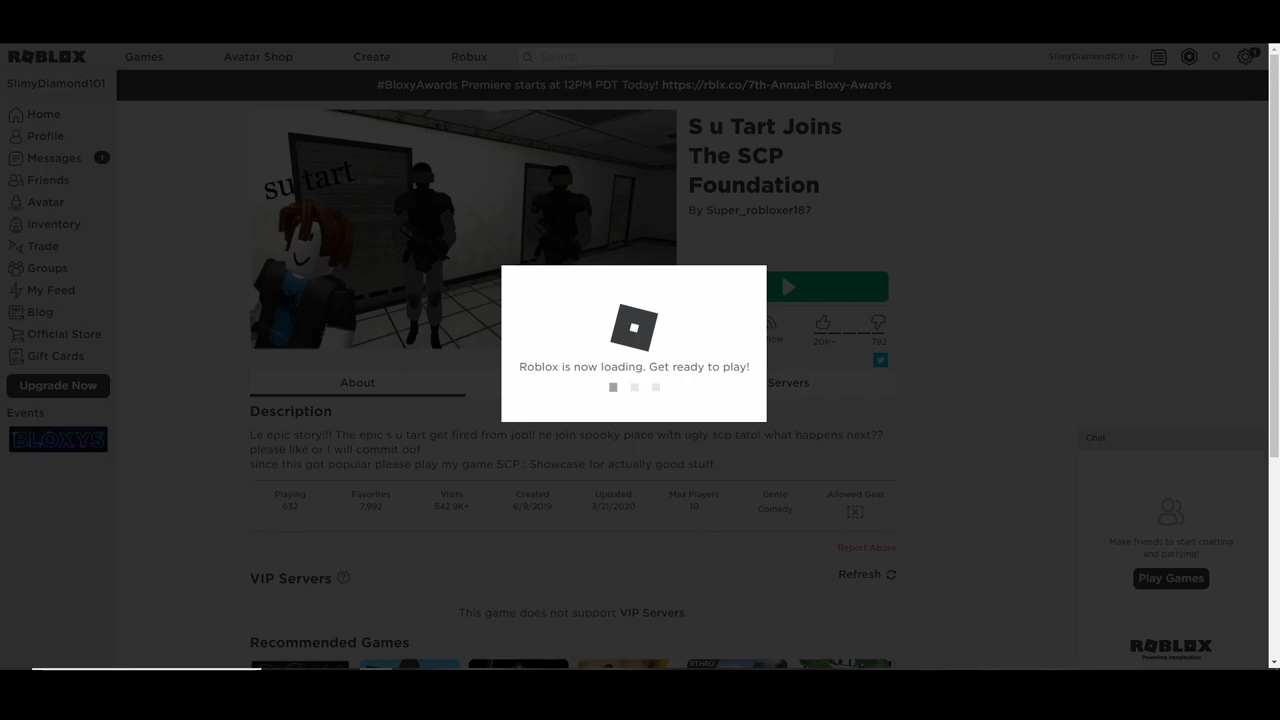 ROBLOX
Games
Avatar Shop
Create
Robux
Search
SlimyDiamond101: 13+
0
1
SlimyDiamond101
#BloxyAwards Premiere starts at 12PM PDT Today! https://rblx.co/7th-Annual-Bloxy-Awards
Home
Profile
Messages
1
Friends
Avatar
Inventory
Trade
Groups
My Feed
Blog
Official Store
Gift Cards
Upgrade Now
Events
BLOXYS
su tart
S u Tart Joins
The SCP
Foundation
By Super_robloxer187
20K+
792
Roblox is now loading. Get ready to play!
About
Servers
Description
Le epic story!!! The epic s u tart get fired from job!! he join spooky place with ugly scp tato! what happens next??
please like or I will commit oof
since this got popular please play my game SCP : Showcase for actually good stuff.
Playing
Favorites
Visits
Created
Updated
Max Players
Genre
Allowed Gear
632
7,992
542.9K+
6/9/2019
3/21/2020
10
Comedy
Report Abuse
VIP Servers
Refresh
This game does not support VIP Servers.
Recommended Games
RTHRO
Chat
Make friends to start chatting
and partying!
Play Games
ROBLOX
Powering Imagination